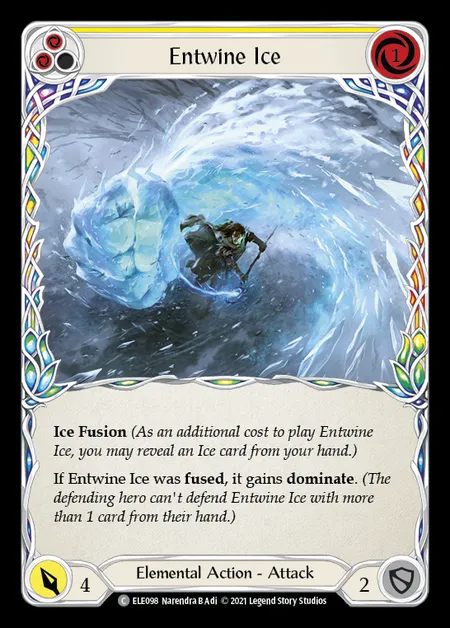 Entwine Ice
1
Ice Fusion (As an additional cost to play Entwine
Ice, you may reveal an Ice card from your hand.)
If Entwine Ice was fused, it gains dominate. (The
defending hero can't defend Entwine Ice with more
than 1 card from their hand.)
4
Elemental Action - Attack
2
C ELE098 Narendra B Adi © 2021 Legend Story Studios